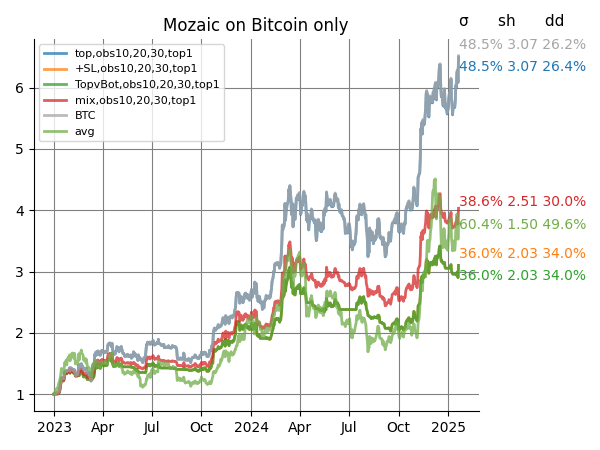 Mozaic on Bitcoin only
σ sh dd
48.5% 3.07 26.2%
48.5% 3.07 26.4%
38.6% 2.51 30.0%
60.4% 1.50 49.6%
36.0% 2.03 34.0%
36.0% 2.03 34.0%
top,obs10,20,30,top1
+SL,obs10,20,30,top1
TopvBot,obs10,20,30,top1
mix,obs10,20,30,top1
BTC
avg
6
5
4
3
2
1
2023 Apr Jul Oct 2024 Apr Jul Oct 2025